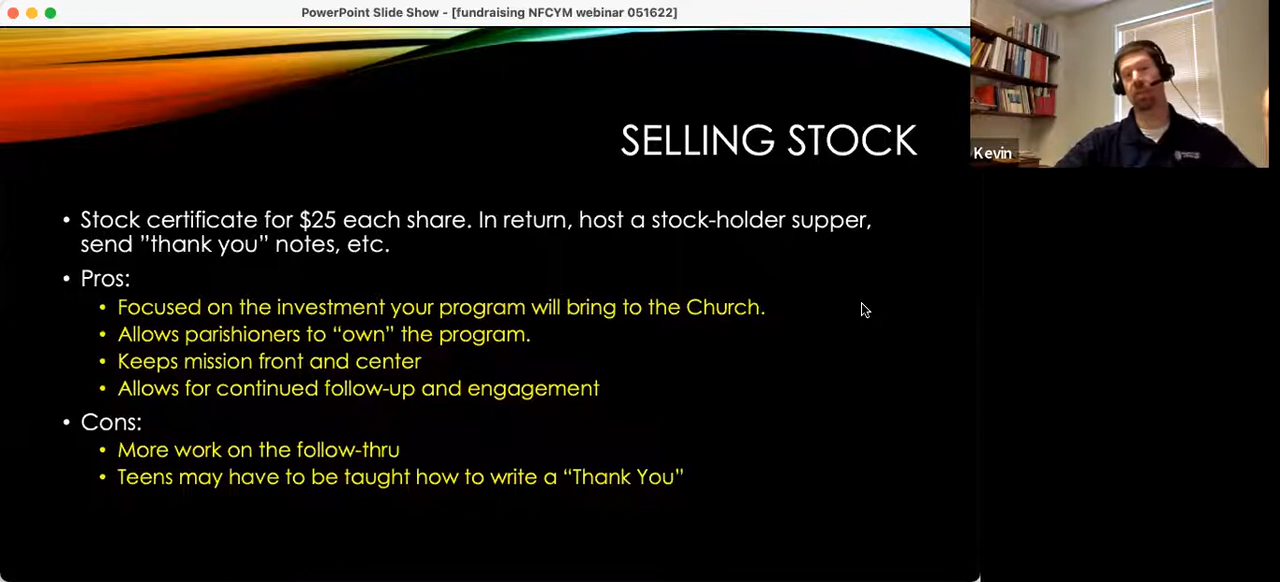 PowerPoint Slide Show - [fundraising NFCYM webinar 051622]
SELLING STOCK
• Stock certificate for $25 each share. In return, host a stock-holder supper,
send ”thank you” notes, etc.
• Pros:
• Focused on the investment your program will bring to the Church.
• Allows parishioners to “own” the program.
• Keeps mission front and center
• Allows for continued follow-up and engagement
• Cons:
• More work on the follow-thru
• Teens may have to be taught how to write a “Thank You”
Kevin